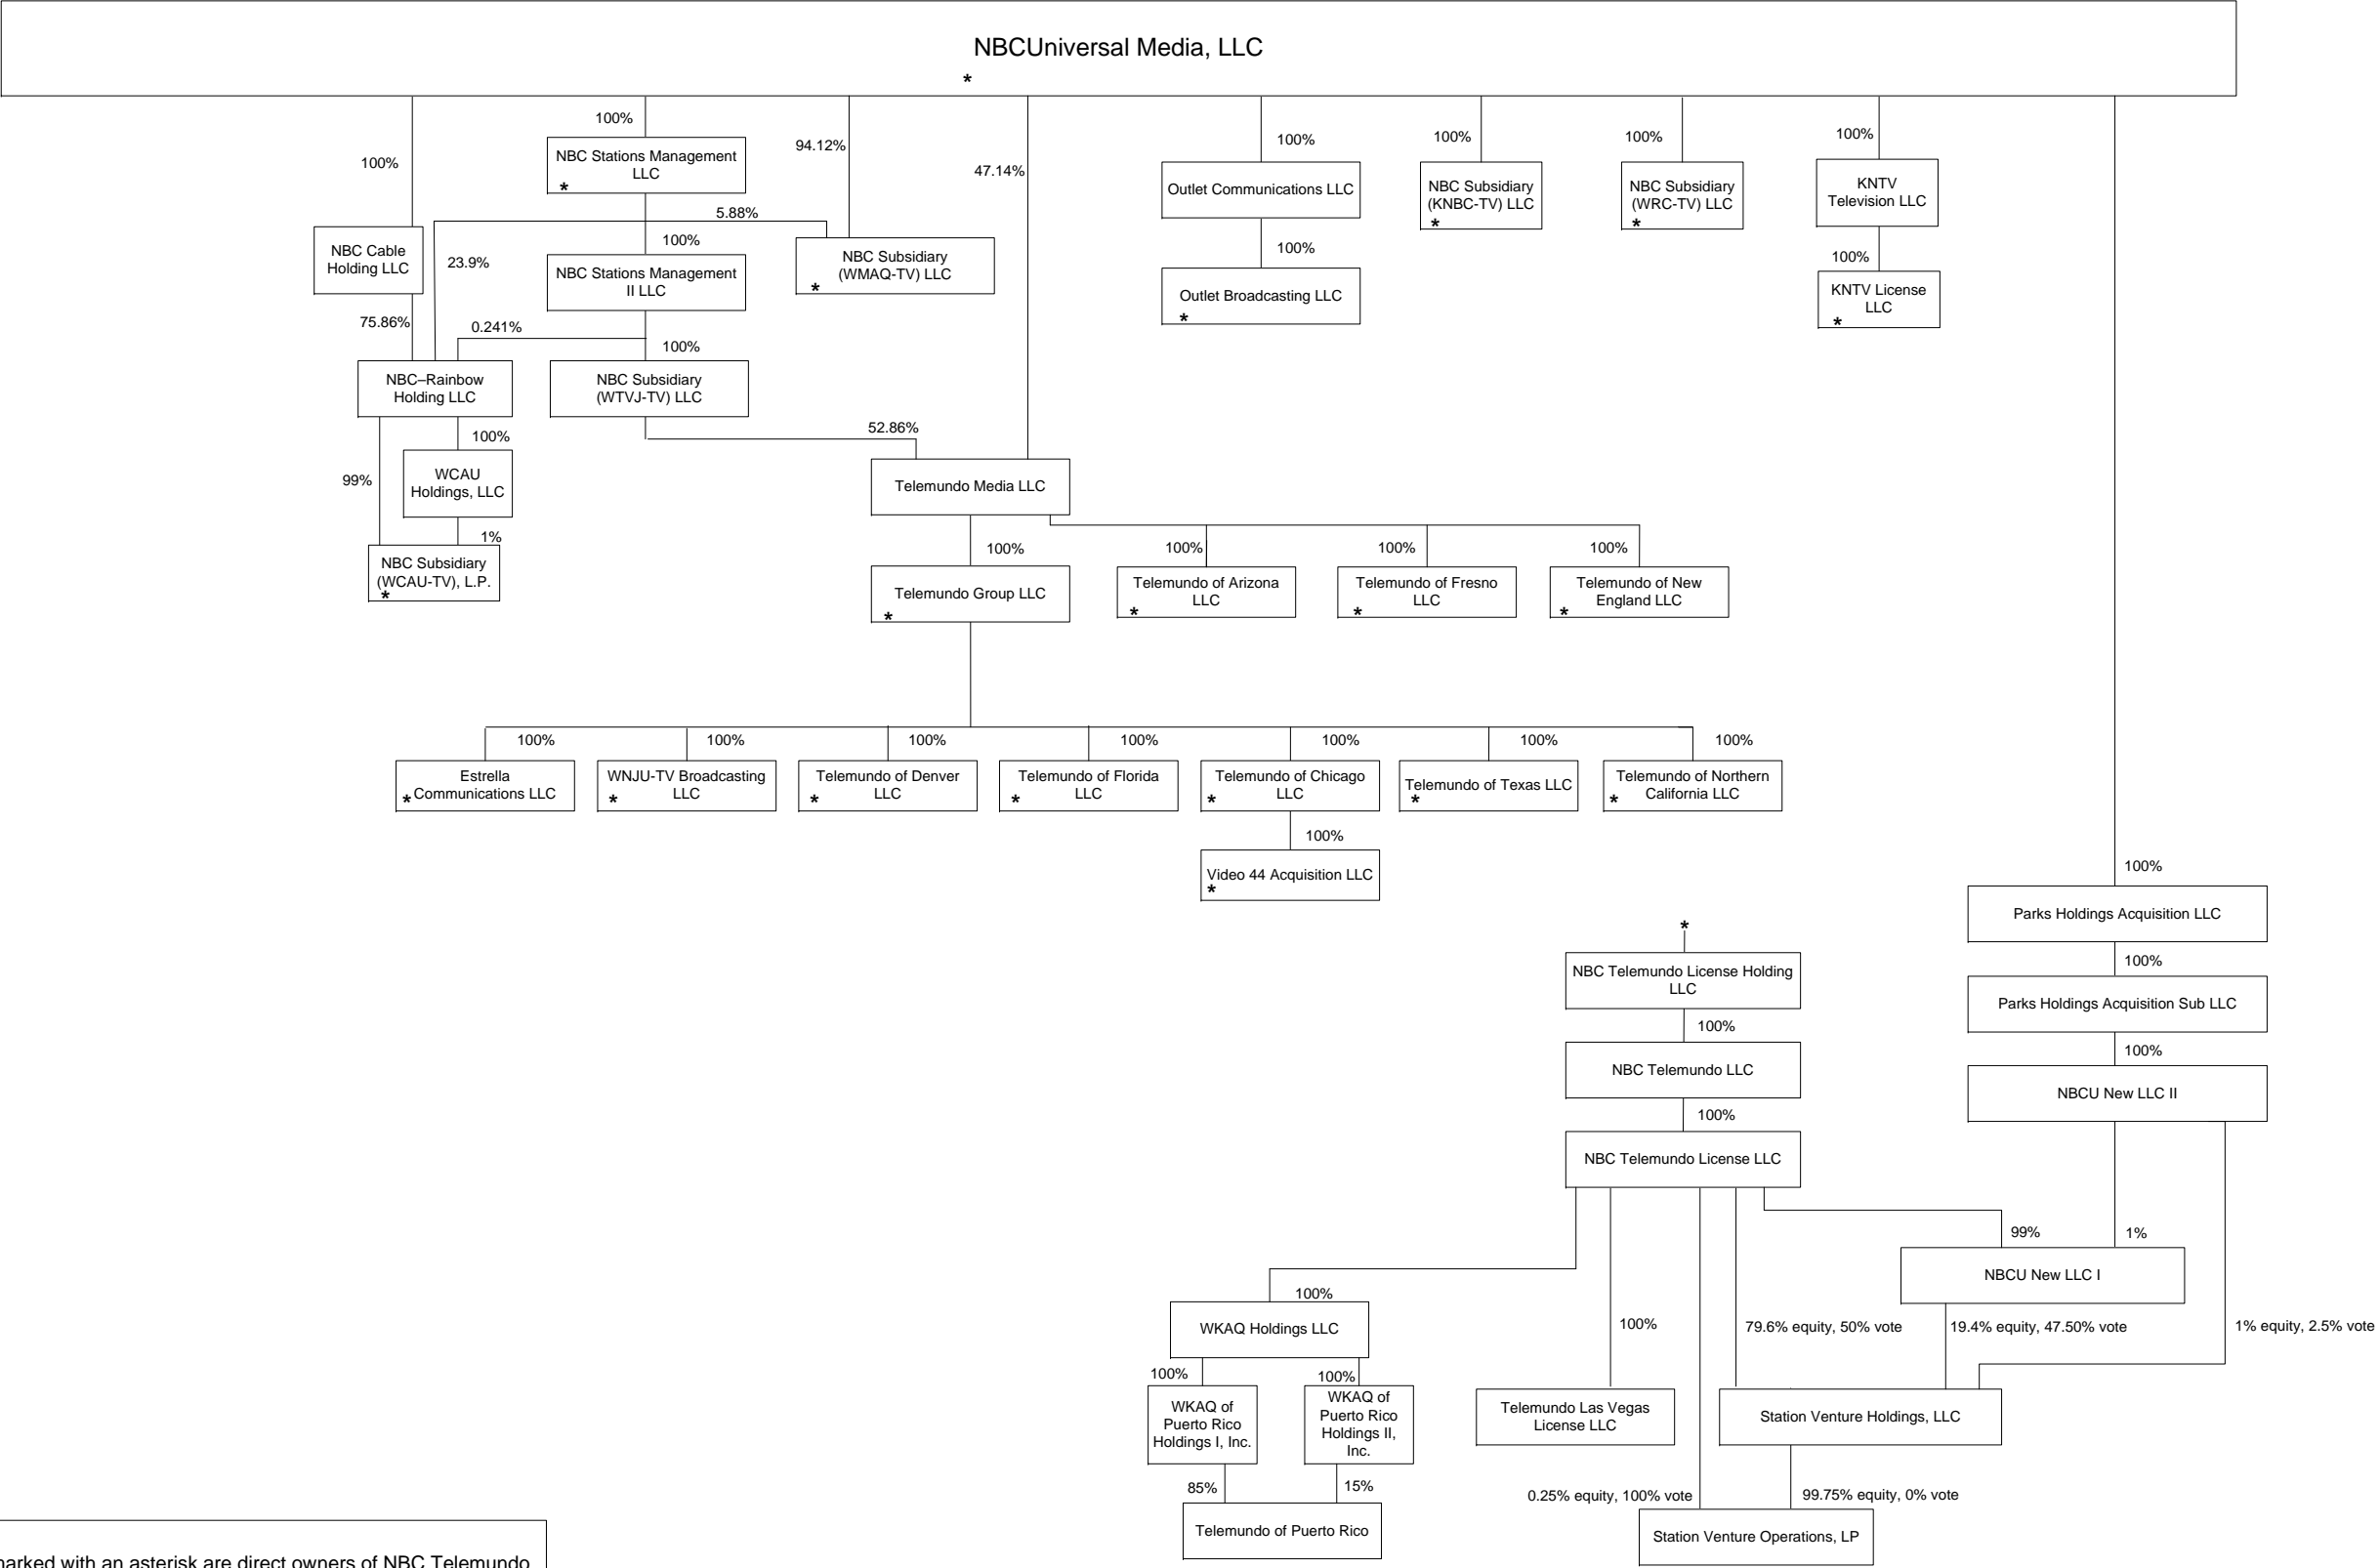 NBCUniversal Media, LLC
*
100%
100%
94.12%
47.14%
100%
100%
100%
100%
NBC Stations Management
LLC
*
Outlet Communications LLC
NBC Subsidiary
(KNBC-TV) LLC
*
NBC Subsidiary
(WRC-TV) LLC
*
KNTV
Television LLC
5.88%
NBC Cable
Holding LLC
23.9%
100%
NBC Stations Management
II LLC
NBC Subsidiary
(WMAQ-TV) LLC
*
100%
Outlet Broadcasting LLC
*
100%
KNTV License
LLC
*
75.86%
0.241%
100%
NBC–Rainbow
Holding LLC
NBC Subsidiary
(WTVJ-TV) LLC
52.86%
100%
99%
WCAU
Holdings, LLC
Telemundo Media LLC
1%
NBC Subsidiary
(WCAU-TV), L.P.
*
100%
100%
100%
100%
Telemundo Group LLC
*
Telemundo of Arizona
LLC
*
Telemundo of Fresno
LLC
*
Telemundo of New
England LLC
*
100%
100%
100%
100%
100%
100%
100%
Estrella
Communications LLC
*
WNJU-TV Broadcasting
LLC
*
Telemundo of Denver
LLC
*
Telemundo of Florida
LLC
*
Telemundo of Chicago
LLC
*
Telemundo of Texas LLC
*
Telemundo of Northern
California LLC
*
100%
Video 44 Acquisition LLC
*
100%
Parks Holdings Acquisition LLC
*
NBC Telemundo License Holding
LLC
100%
Parks Holdings Acquisition Sub LLC
100%
NBC Telemundo LLC
100%
NBCU New LLC II
100%
NBC Telemundo License LLC
99%
1%
NBCU New LLC I
100%
WKAQ Holdings LLC
100%
79.6% equity, 50% vote
19.4% equity, 47.50% vote
1% equity, 2.5% vote
100%
100%
WKAQ of
Puerto Rico
Holdings I, Inc.
WKAQ of
Puerto Rico
Holdings II,
Inc.
Telemundo Las Vegas
License LLC
Station Venture Holdings, LLC
85%
15%
0.25% equity, 100% vote
99.75% equity, 0% vote
Telemundo of Puerto Rico
Station Venture Operations, LP
marked with an asterisk are direct owners of NBC Telemundo